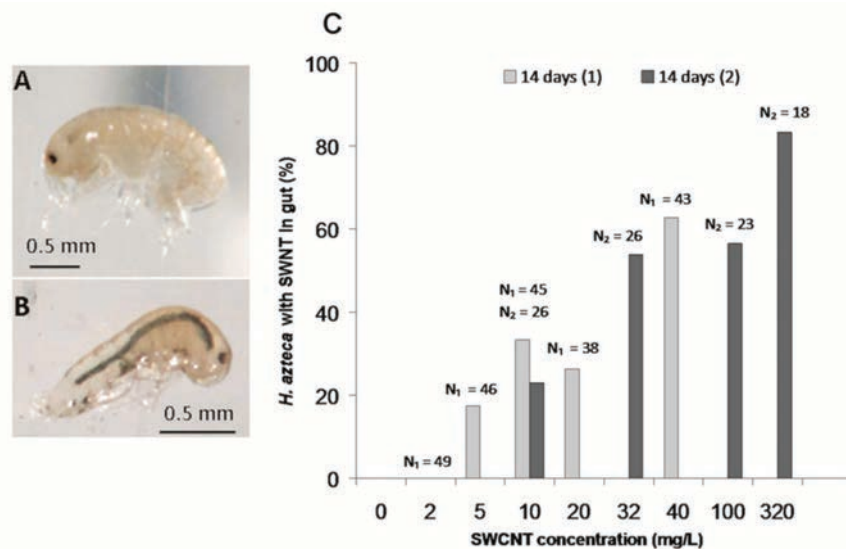 A
0.5 mm
B
0.5 mm
C
H. azteca with SWNT in gut (%)
100
80
60
40
20
0
14 days (1)
14 days (2)
N₁ = 49
N₁ = 46
N₁ = 45
N₂ = 26
N₁ = 38
N₂ = 26
N₁ = 43
N₂ = 23
N₂ = 18
0 2 5 10 20 32 40 100 320
SWCNT concentration (mg/L)